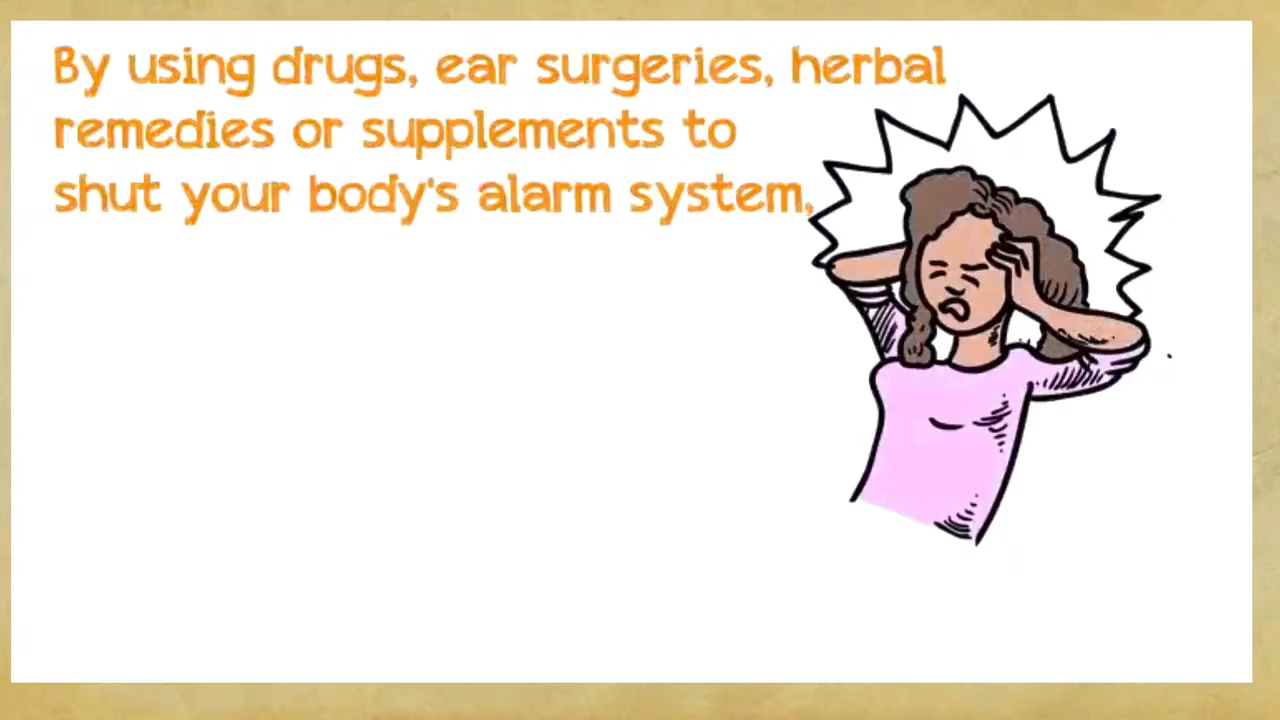 By using drugs, ear surgeries, herbal
remedies or supplements to
shut your body's alarm system,